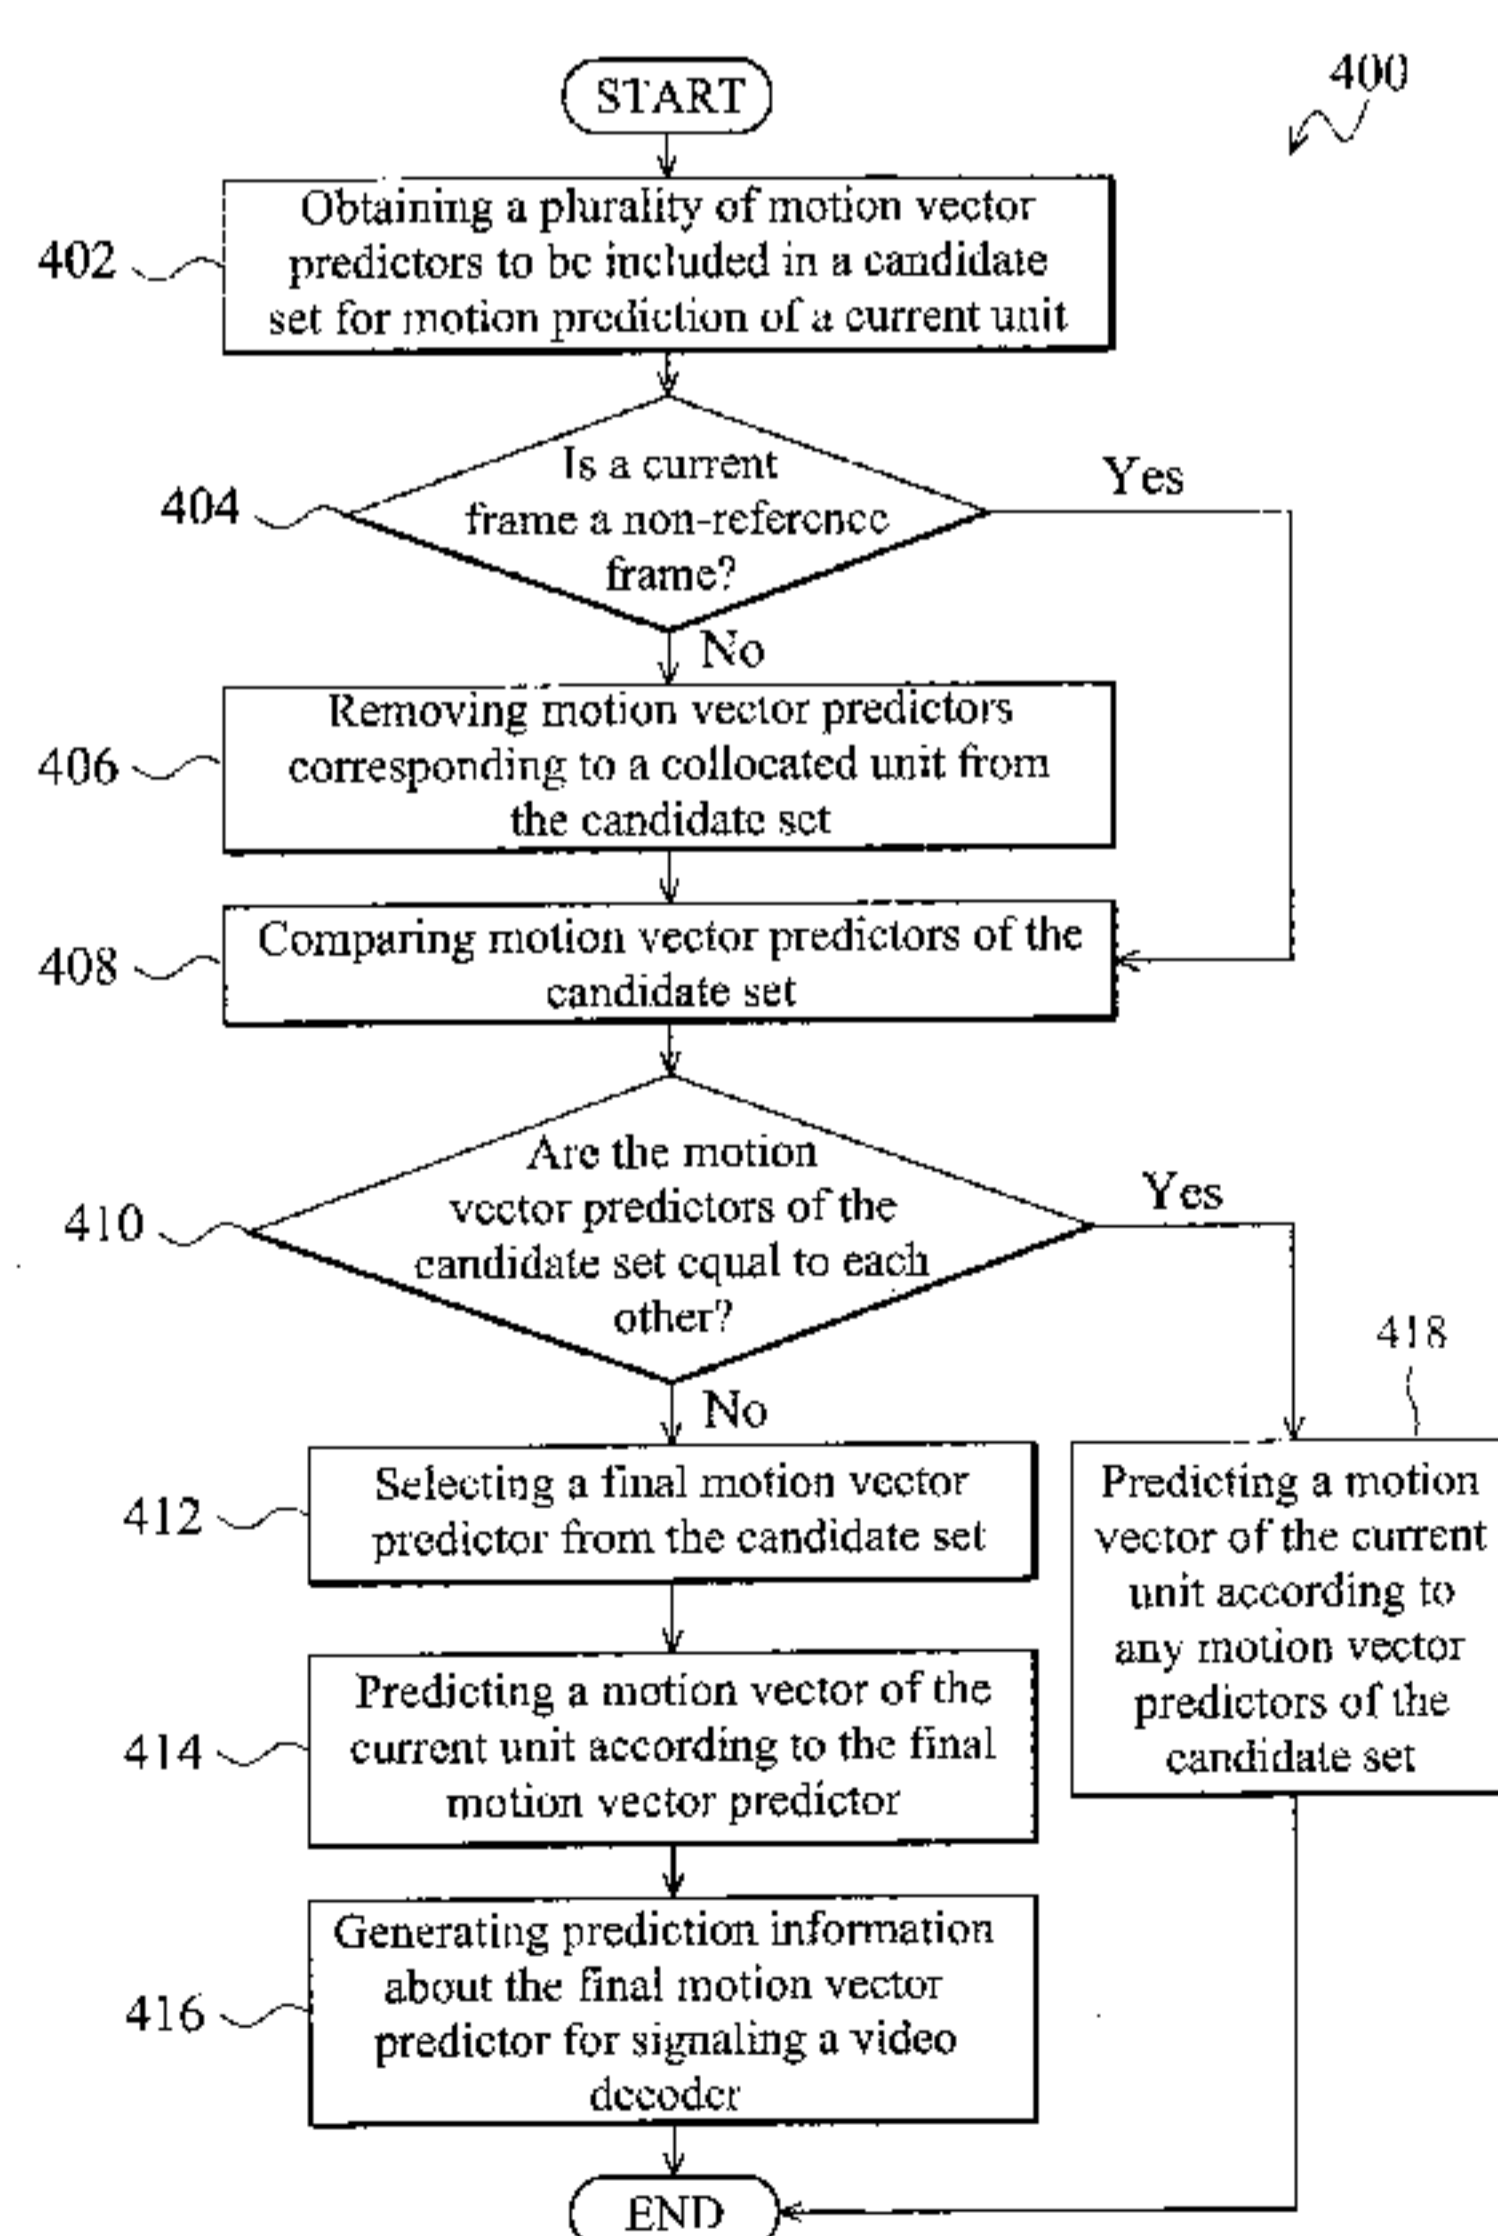 400
START
402
Obtaining a plurality of motion vector
predictors to be included in a candidate
set for motion prediction of a current unit
404
Is a current
frame a non-reference
frame?
Yes
No
406
Removing motion vector predictors
corresponding to a collocated unit from
the candidate set
408
Comparing motion vector predictors of the
candidate set
410
Are the motion
vector predictors of the
candidate set equal to each
other?
Yes
No
412
Selecting a final motion vector
predictor from the candidate set
418
Predicting a motion
vector of the current
unit according to
any motion vector
predictors of the
candidate set
414
Predicting a motion vector of the
current unit according to the final
motion vector predictor
416
Generating prediction information
about the final motion vector
predictor for signaling a video
decoder
END